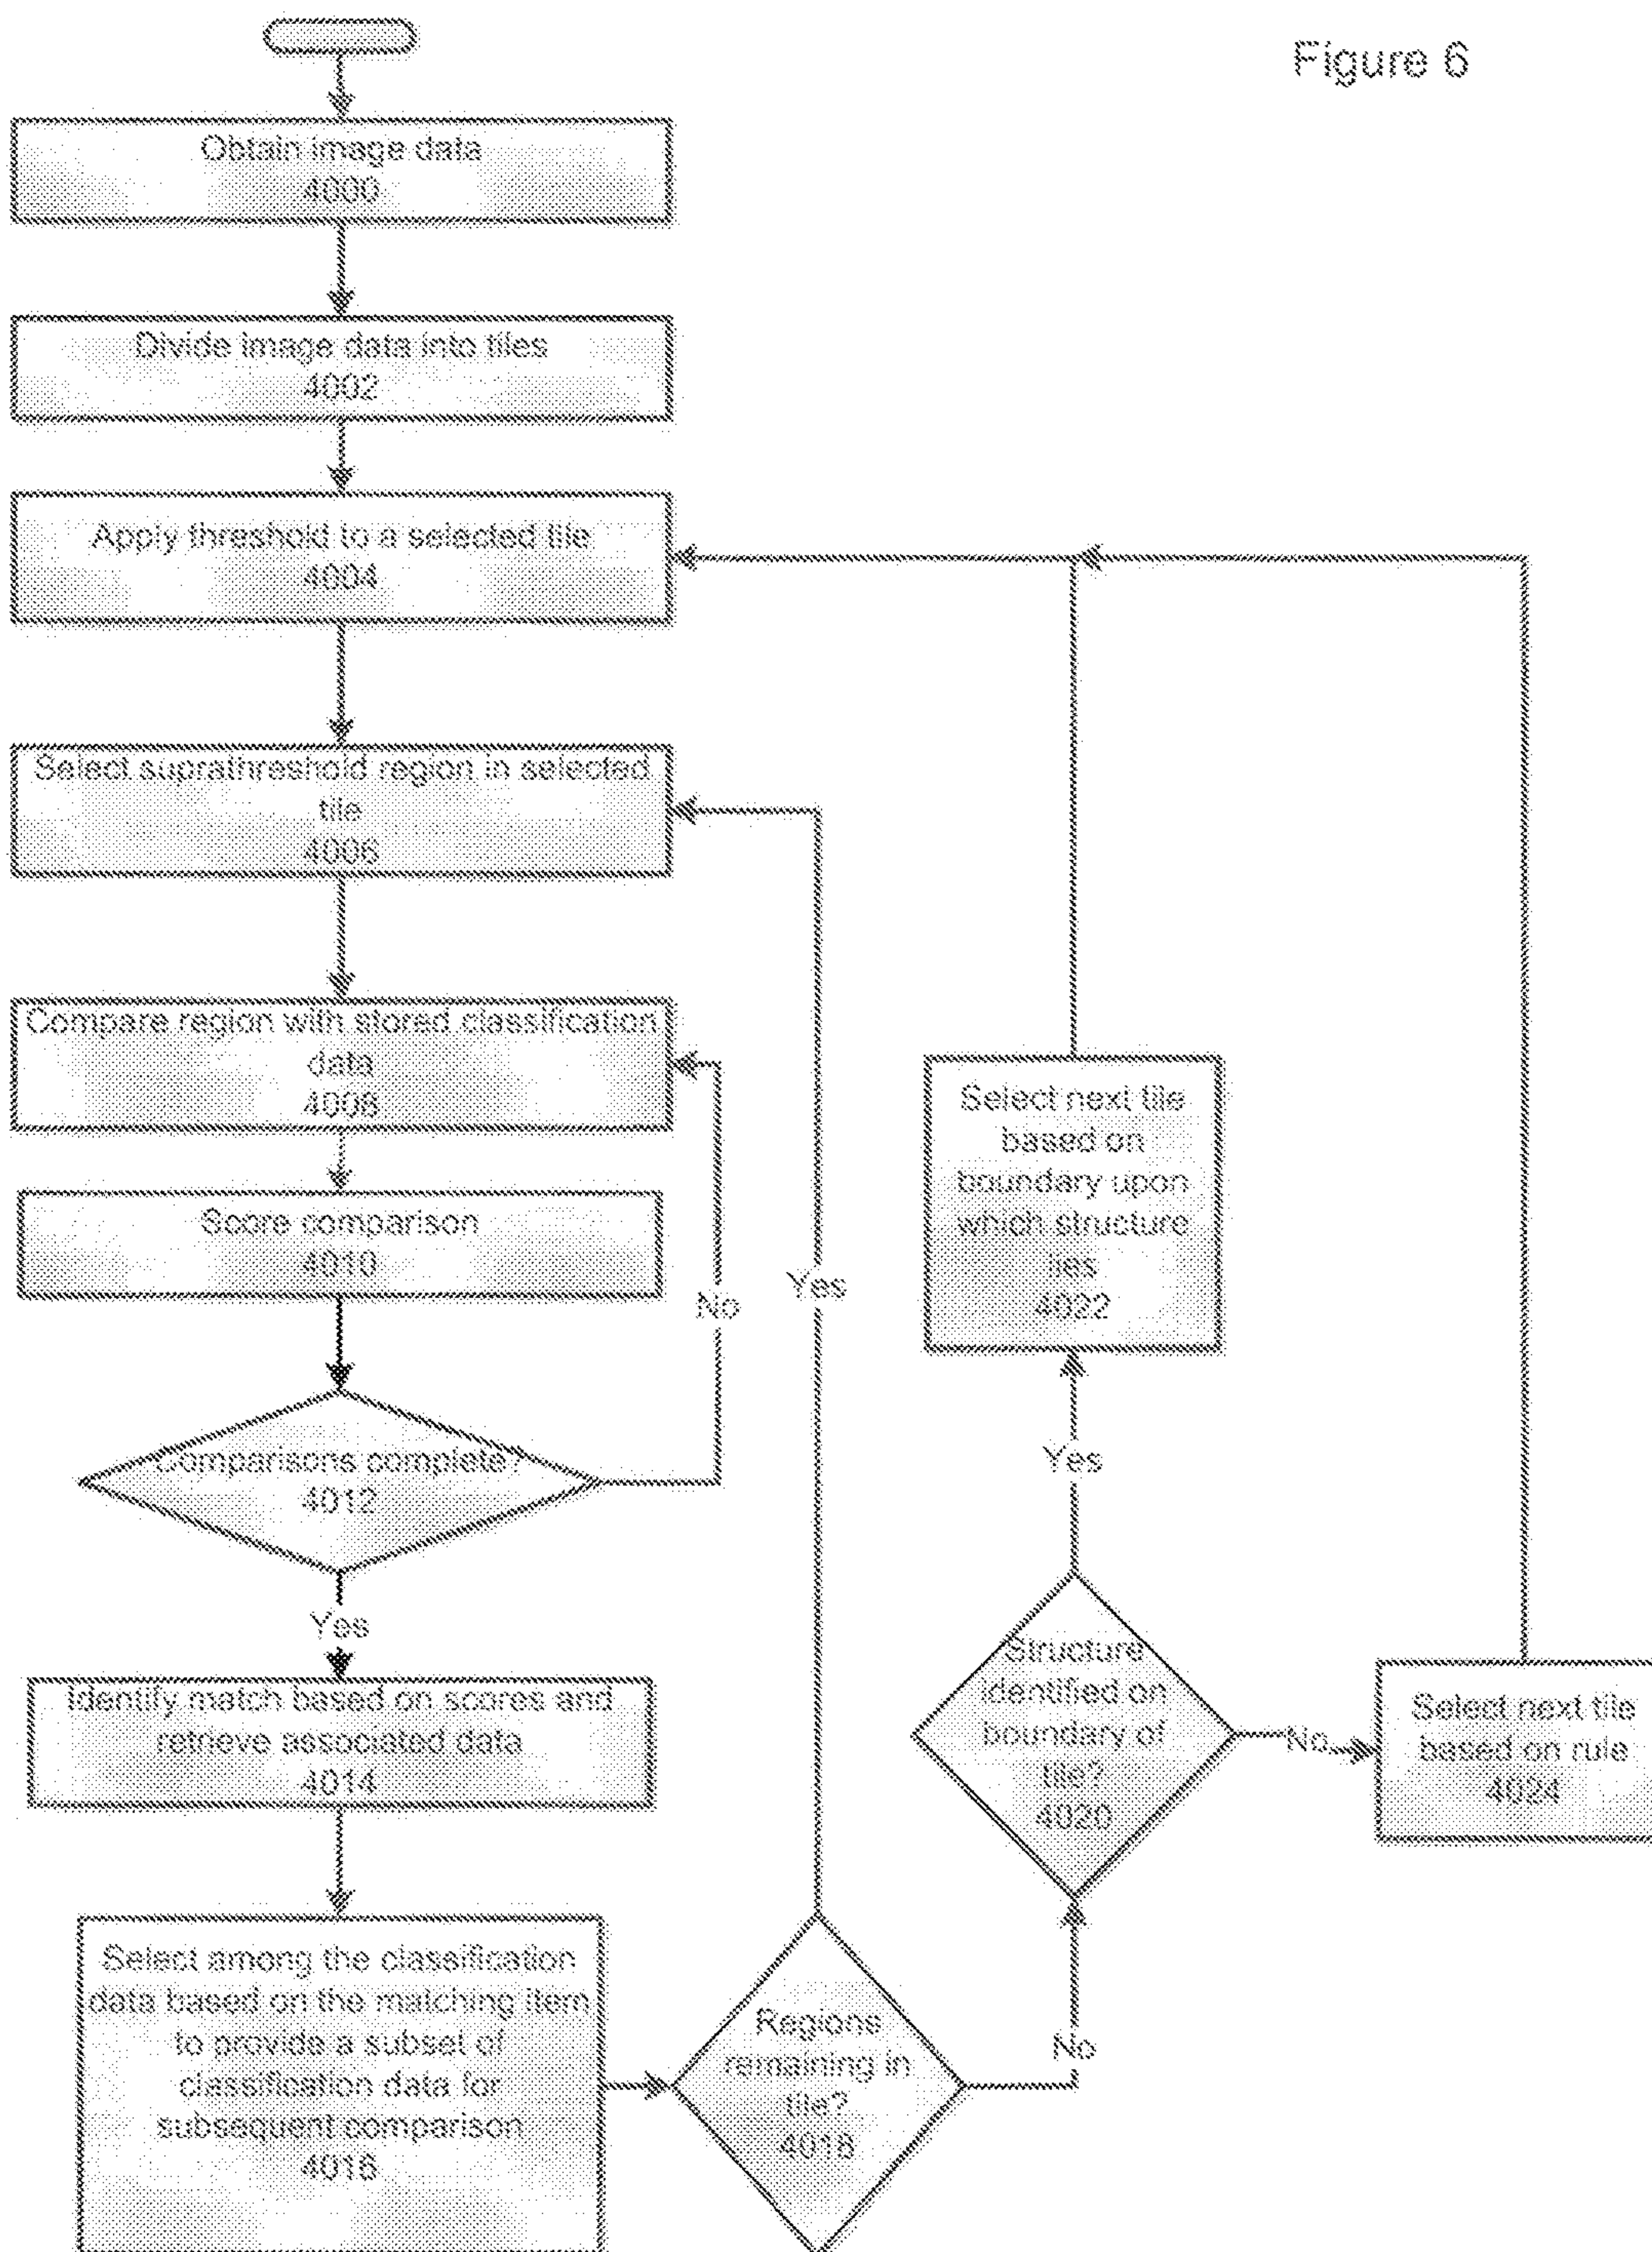 Figure 6
Obtain image data
4000
Divide image data into tiles
4002
Apply threshold to a selected tile
4004
Select suprathreshold region in selected
tile
4006
Compare region with stored classification
data
4008
Score comparison
4010
No
Yes
Comparisons complete?
4012
Yes
Identify match based on scores and
retrieve associated data
4014
Select among the classification
data based on the matching item
to provide a subset of
classification data for
subsequent comparison
4016
Regions
remaining in
tile?
4018
No
Structure
identified on
boundary of
tile?
4020
Yes
Select next tile
based on
boundary upon
which structure
lies
4022
No
Select next tile
based on rule
4024